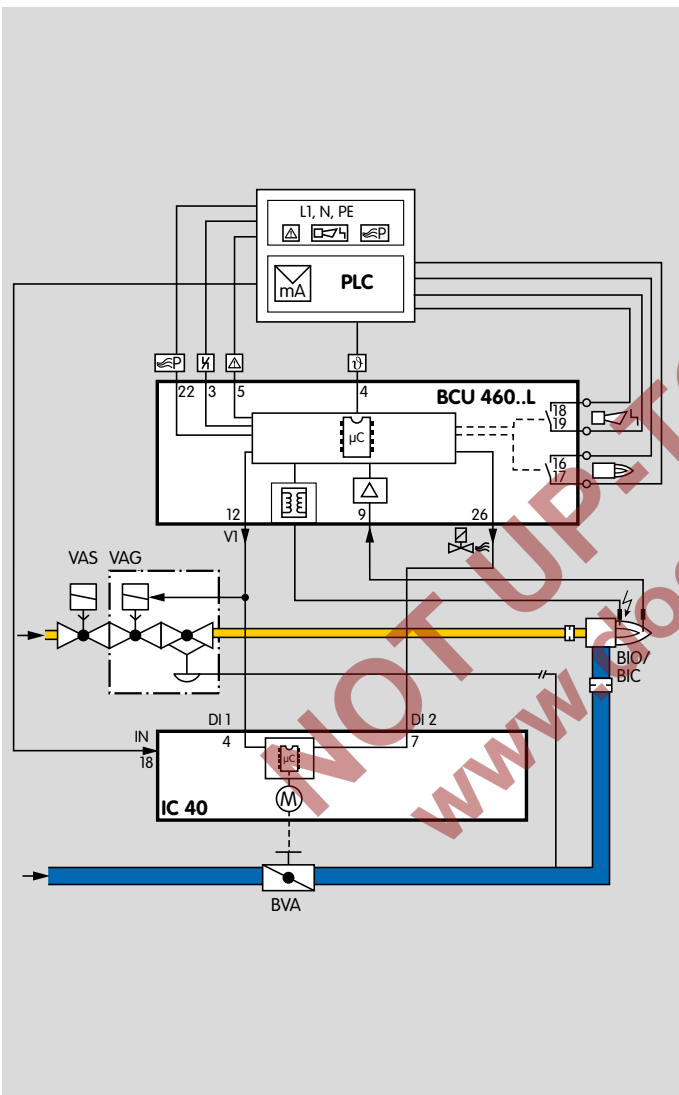 L1, N, PE
P
mA
PLC
P
22
3
5
ϑ
4
BCU 460..L
µC
18
19
16
17
12
9
26
V1
VAS
VAG
BIO/
BIC
DI 1
DI 2
IN
4
7
18
µC
M
IC 40
BVA
NOT UP-TO
www.do